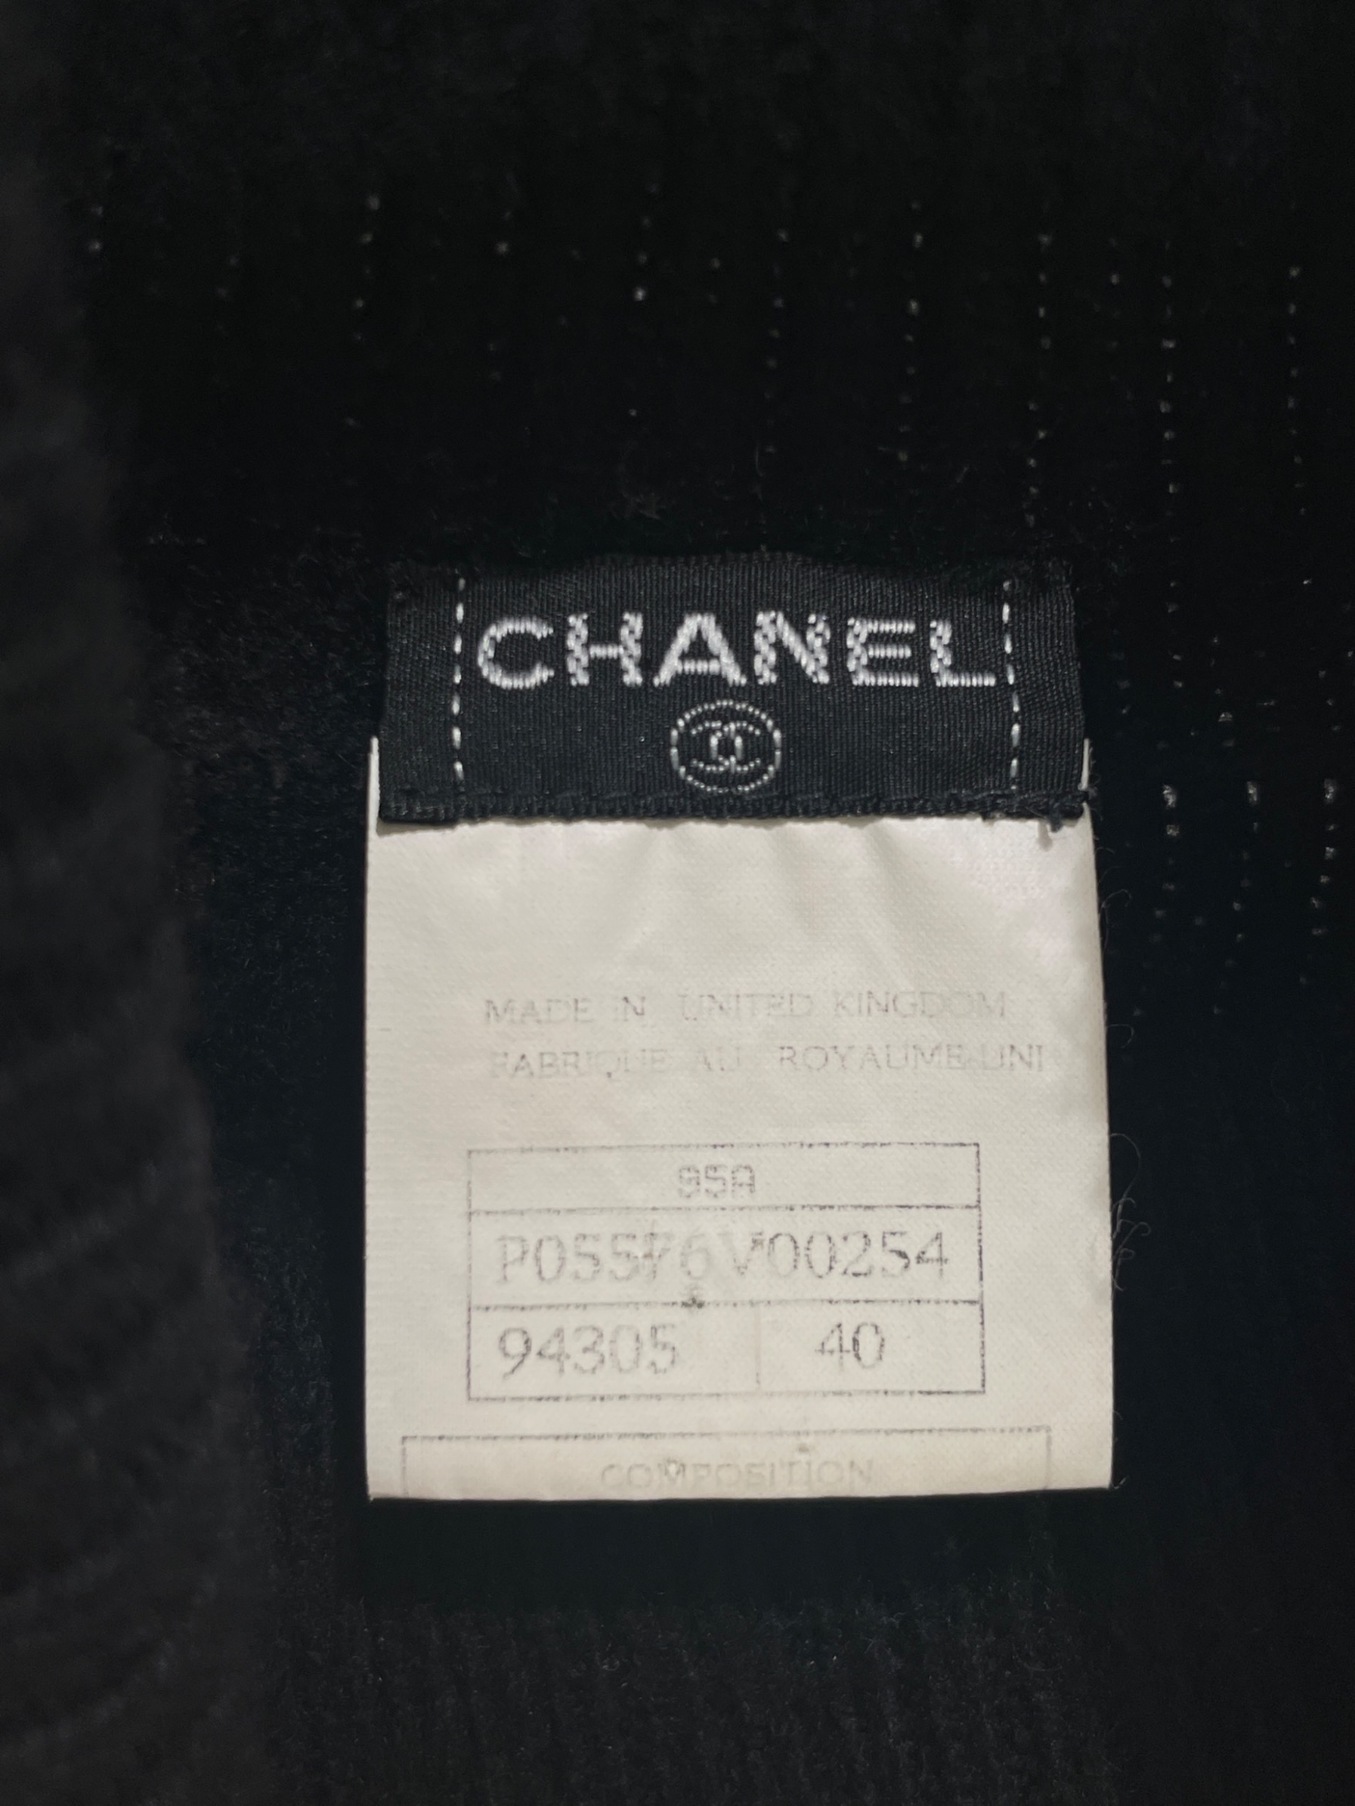 CHANEL
MADE IN UNITED KINGDOM
FABRIQUE AU ROYAUME-UNI
95A
P05576V00254
94305 40
COMPOSITION